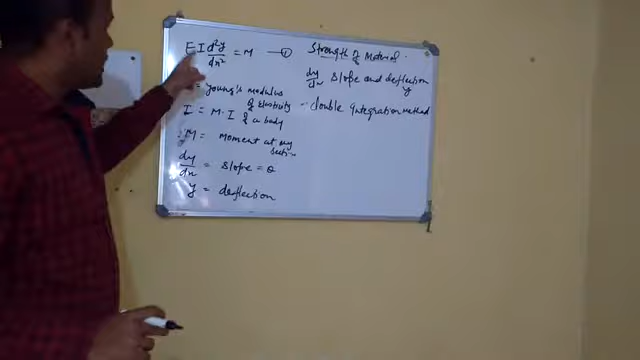 EI d²y/dx² = M — ①
Strength of Material.
dy/dx Slope and deflection y
= Young's modulus of Elasticity
- double Integration method
I = M.I of a body
M = Moment at any section
dy/dx = Slope = θ
y = deflection